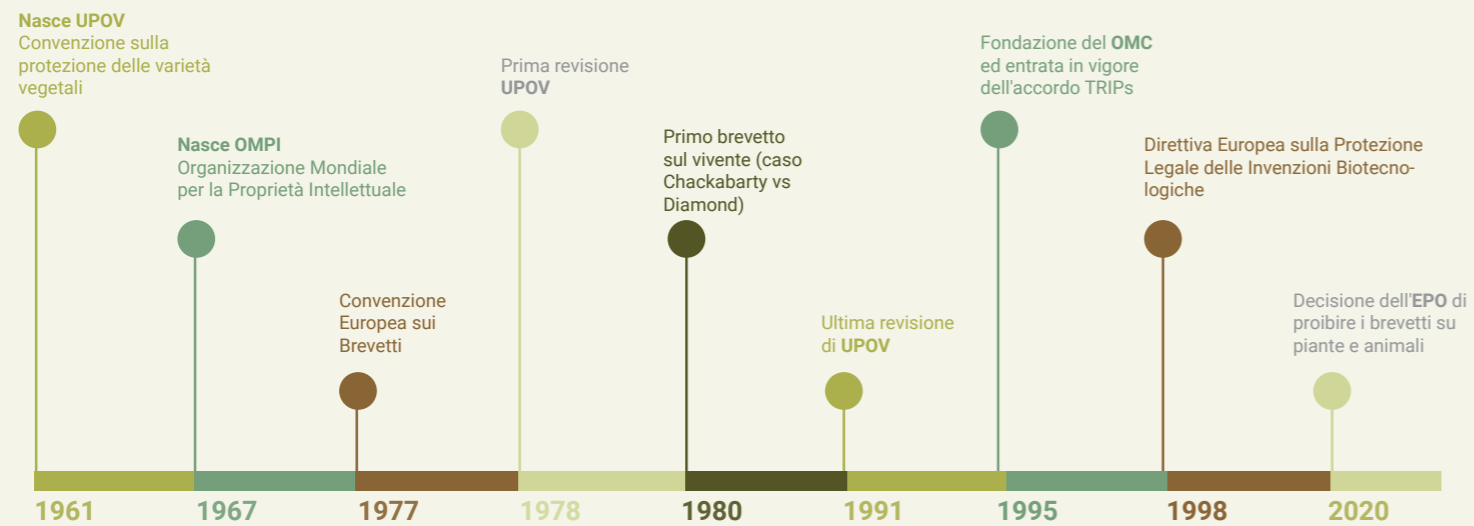 Nasce UPOV
Convenzione sulla
protezione delle varietà
vegetali
Nasce OMPI
Organizzazione Mondiale
per la Proprietà Intellettuale
Convenzione
Europea sui
Brevetti
Prima revisione
UPOV
Primo brevetto
sul vivente (caso
Chackabarty vs
Diamond)
Ultima revisione
di UPOV
Fondazione del OMC
ed entrata in vigore
dell'accordo TRIPs
Direttiva Europea sulla Protezione
Legale delle Invenzioni Biotecno-
logiche
Decisione dell'EPO di
proibire i brevetti su
piante e animali
1961
1967
1977
1978
1980
1991
1995
1998
2020